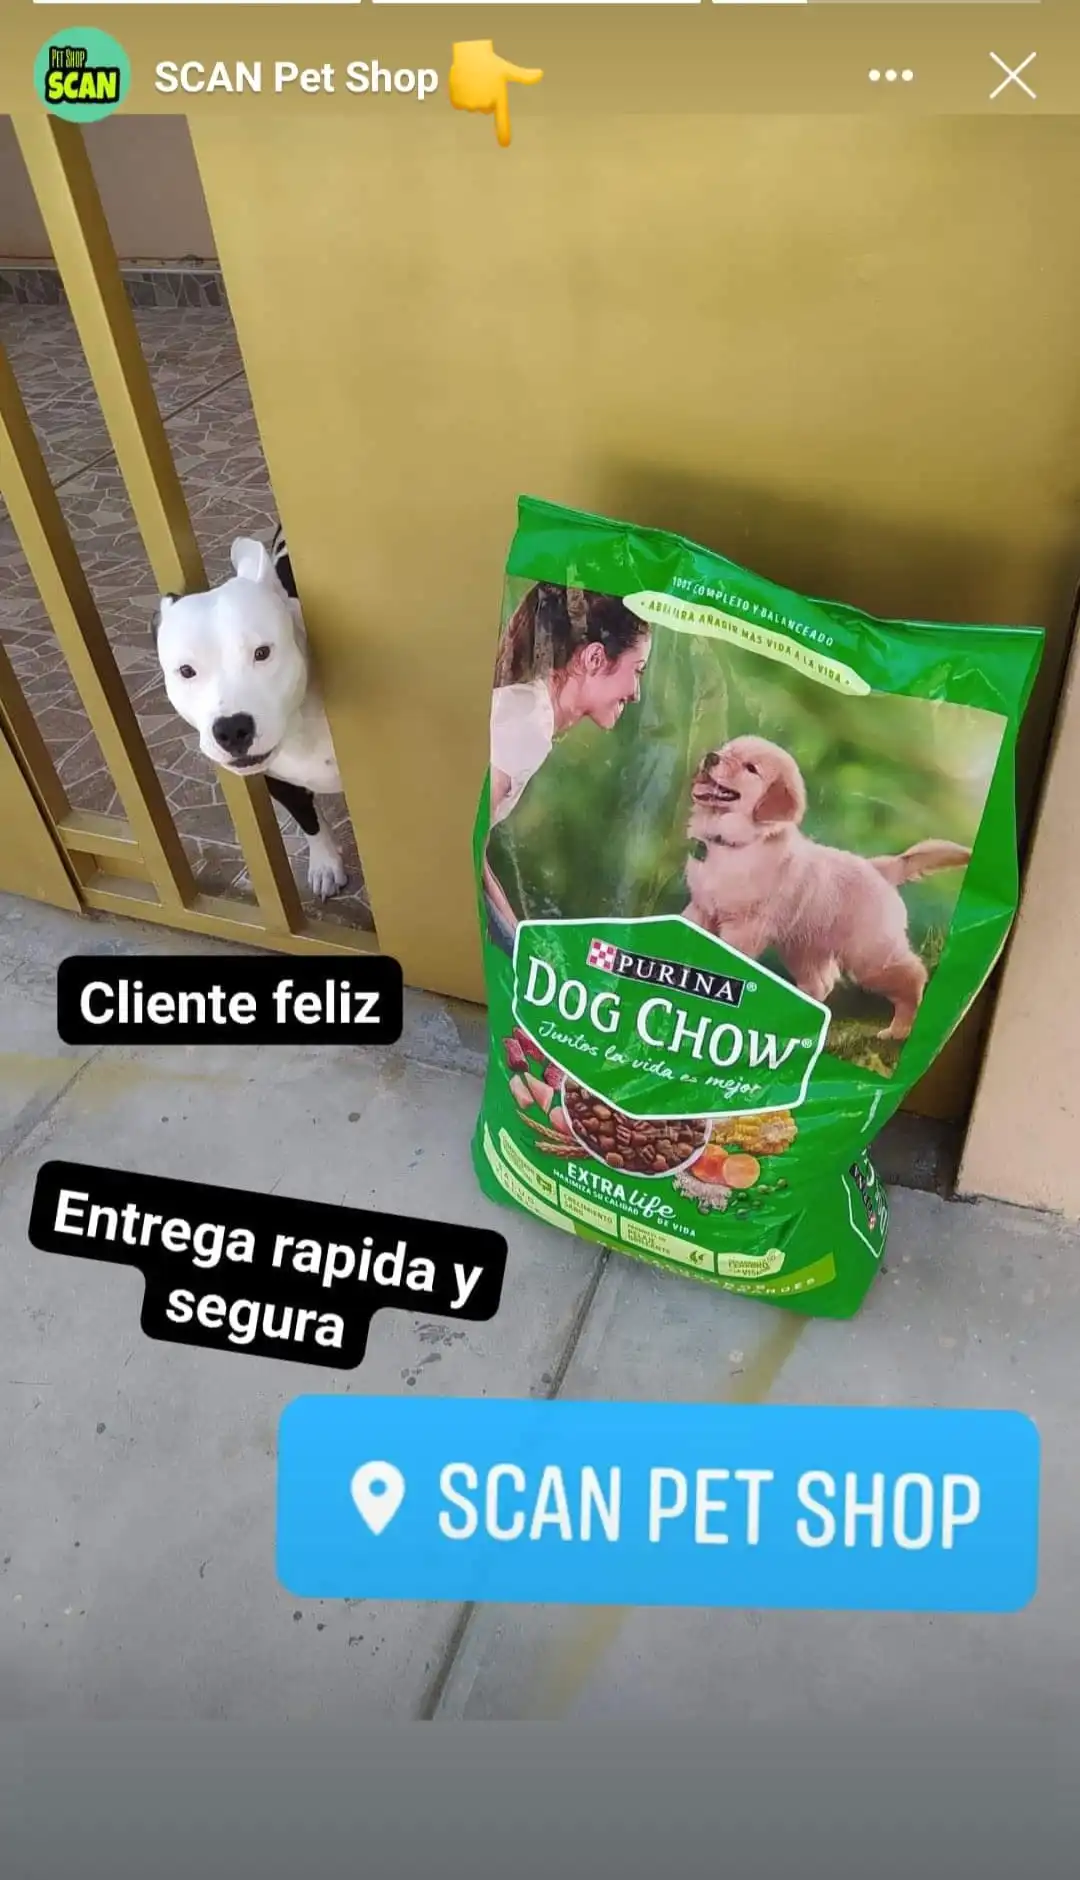 PET SHOP
SCAN
SCAN Pet Shop
100% COMPLETO Y BALANCEADO
AYUDA A AÑADIR MÁS VIDA A LA VIDA
PURINA®
DOG CHOW®
Juntos la vida es mejor
EXTRA life
MAXIMIZA SU CALIDAD DE VIDA
Cliente feliz
Entrega rapida y
segura
SCAN PET SHOP